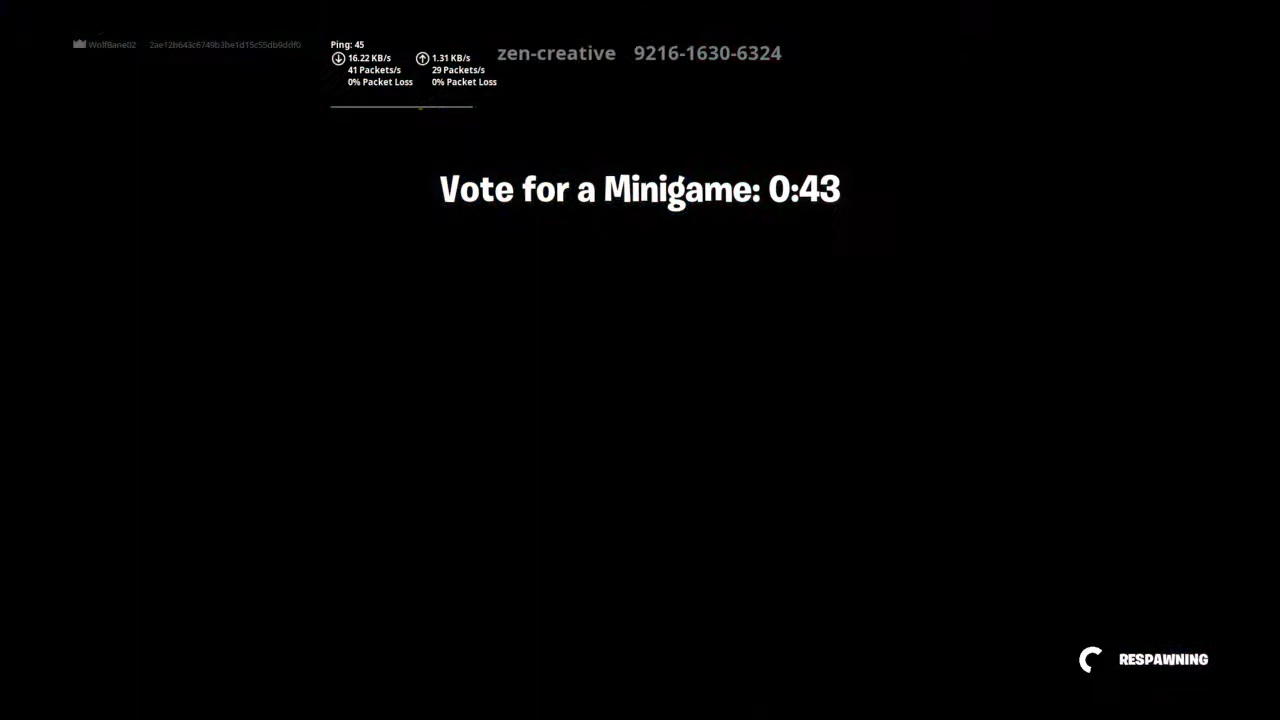 WolfBane02
Ping: 45
16.22 KB/s 1.31 KB/s
41 Packets/s 29 Packets/s
0% Packet Loss 0% Packet Loss
zen-creative 9216-1630-6324
Vote for a Minigame: 0:43
RESPAWNING